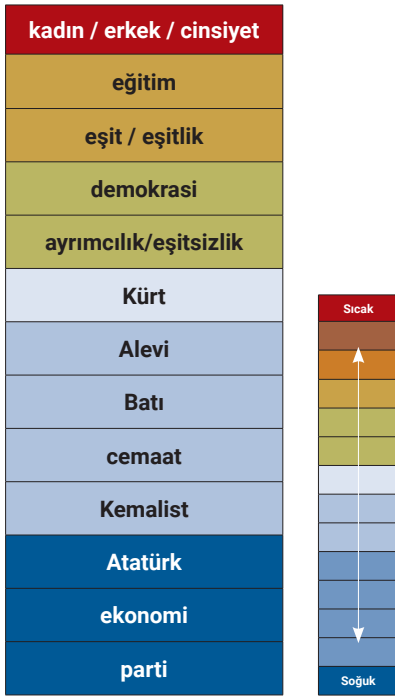 kadın / erkek / cinsiyet
eğitim
eşit / eşitlik
demokrasi
ayrımcılık/eşitsizlik
Kürt
Alevi
Batı
cemaat
Kemalist
Atatürk
ekonomi
parti
Sıcak
Soğuk